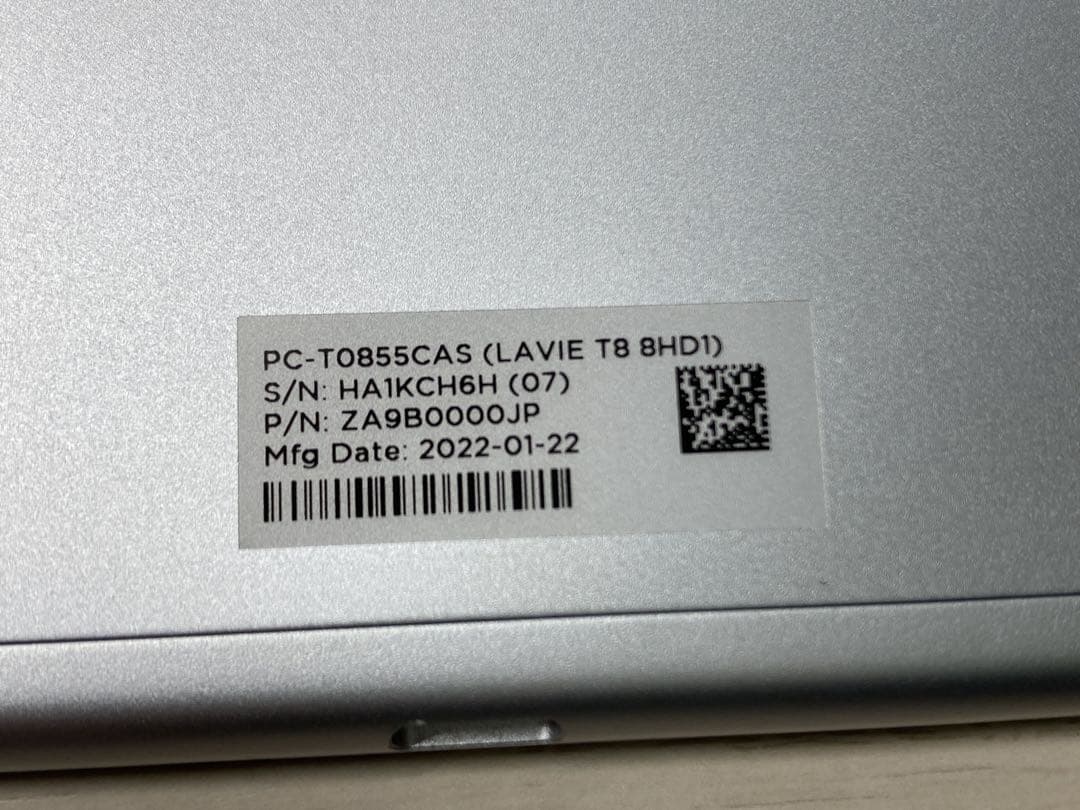 PC-T0855CAS (LAVIE T8 8HD1)
S/N: HA1KCH6H (07)
P/N: ZA9B0000JP
Mfg Date: 2022-01-22